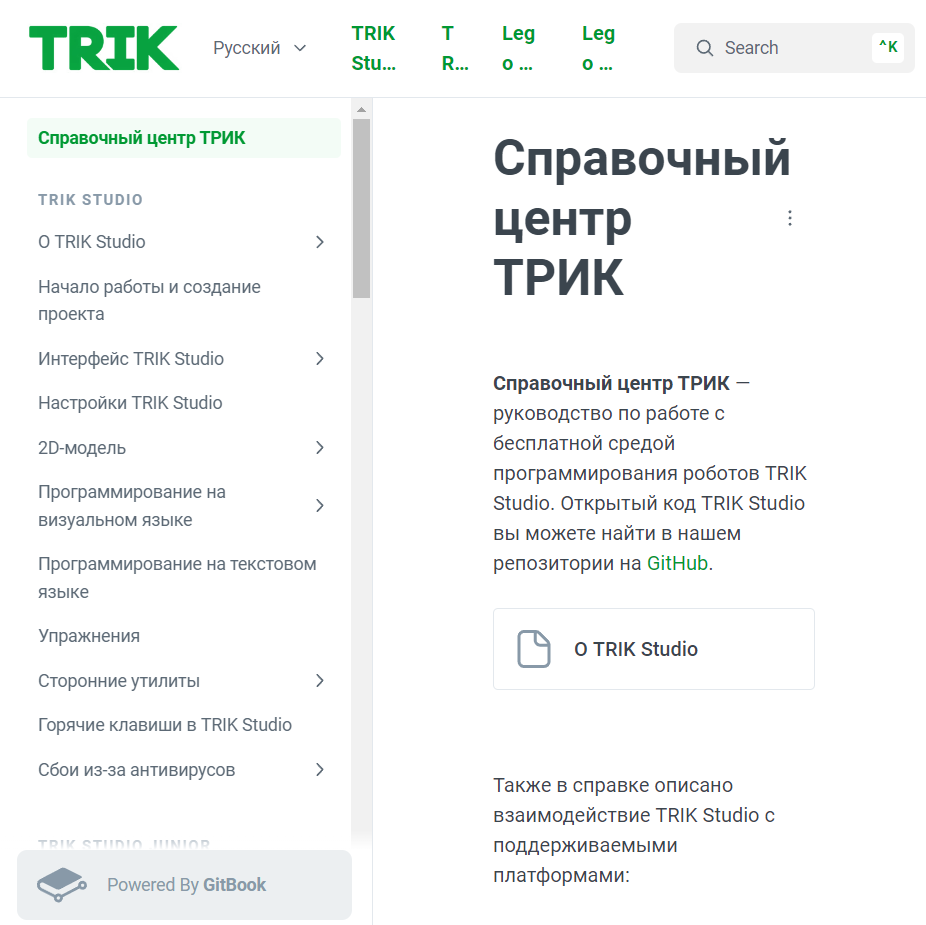 TRIK
Русский
TRIK Stu...
T R...
Leg o ...
Leg o ...
Search
^K
Справочный центр ТРИК
TRIK STUDIO
О TRIK Studio
Начало работы и создание
проекта
Интерфейс TRIK Studio
Настройки TRIK Studio
2D-модель
Программирование на
визуальном языке
Программирование на текстовом
языке
Упражнения
Сторонние утилиты
Горячие клавиши в TRIK Studio
Сбои из-за антивирусов
TRIK STUDIO JUNIOR
Powered By GitBook
Справочный
центр
ТРИК
Справочный центр ТРИК —
руководство по работе с
бесплатной средой
программирования роботов TRIK
Studio. Открытый код TRIK Studio
вы можете найти в нашем
репозитории на GitHub.
О TRIK Studio
Также в справке описано
взаимодействие TRIK Studio с
поддерживаемыми
платформами: